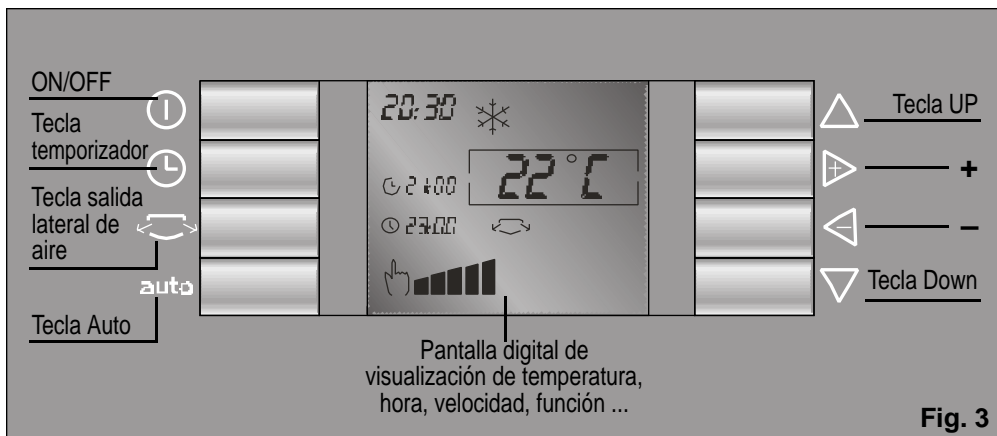 ON/OFF
Tecla
temporizador
Tecla salida
lateral de
aire
auto
Tecla Auto
20:30
22°C
21:00
23:00
Tecla UP
+
–
Tecla Down
Pantalla digital de
visualización de temperatura,
hora, velocidad, función ...
Fig. 3